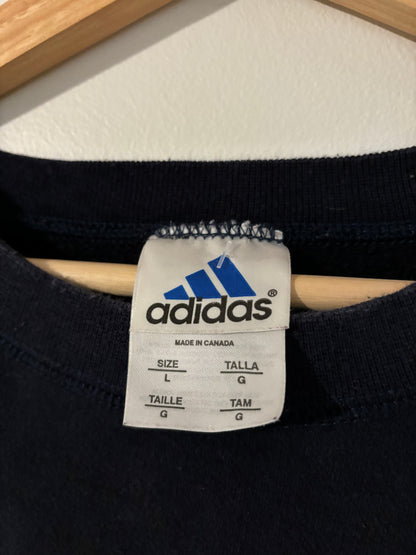 adidas®
MADE IN CANADA
SIZE TALLA
L G
TAILLE TAM
G G